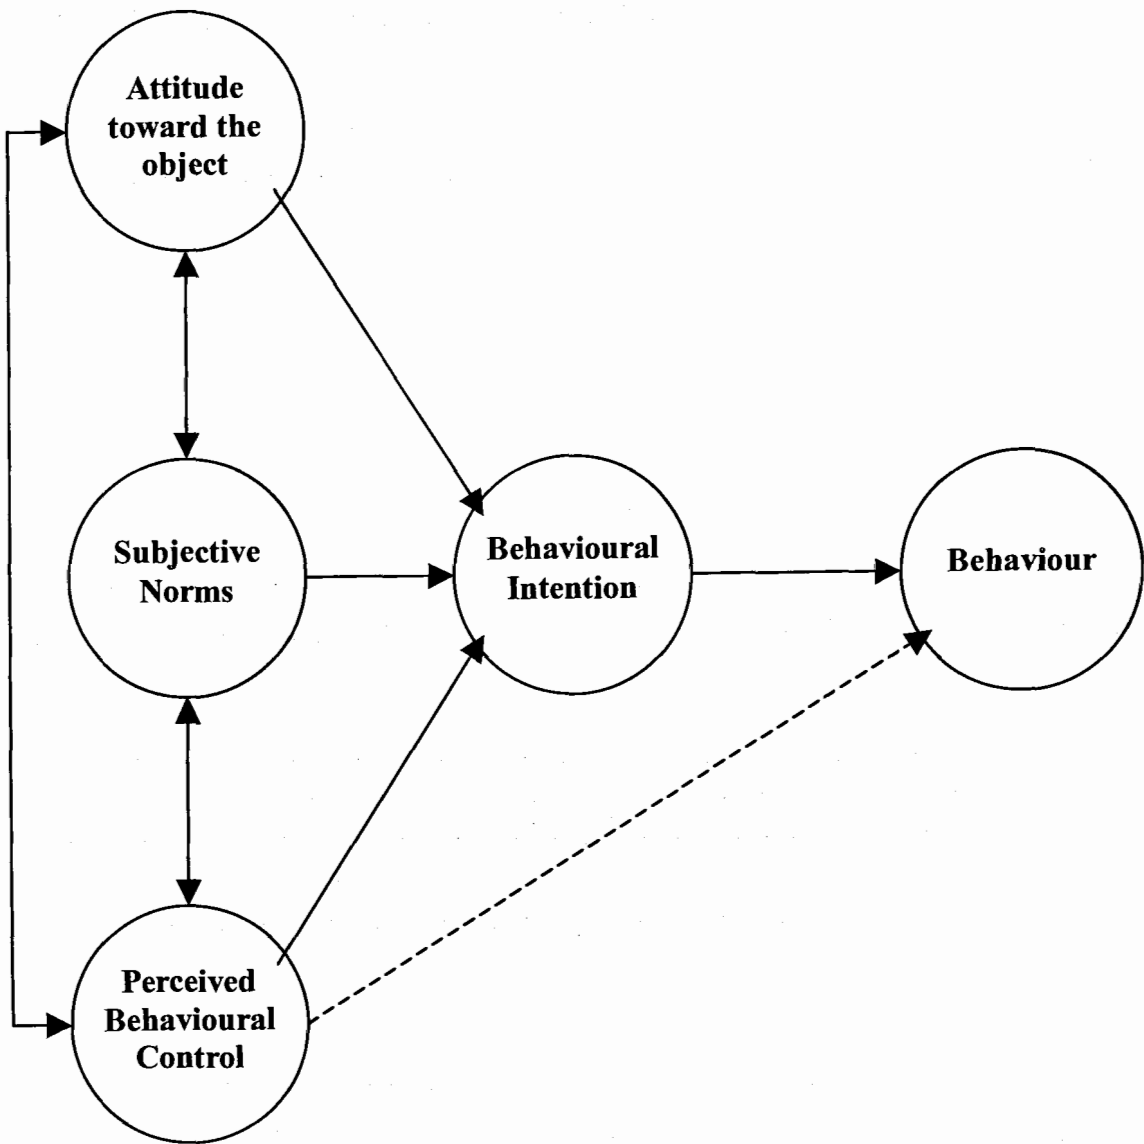 Attitude
toward the
object
Subjective
Norms
Behavioural
Intention
Behaviour
Perceived
Behavioural
Control